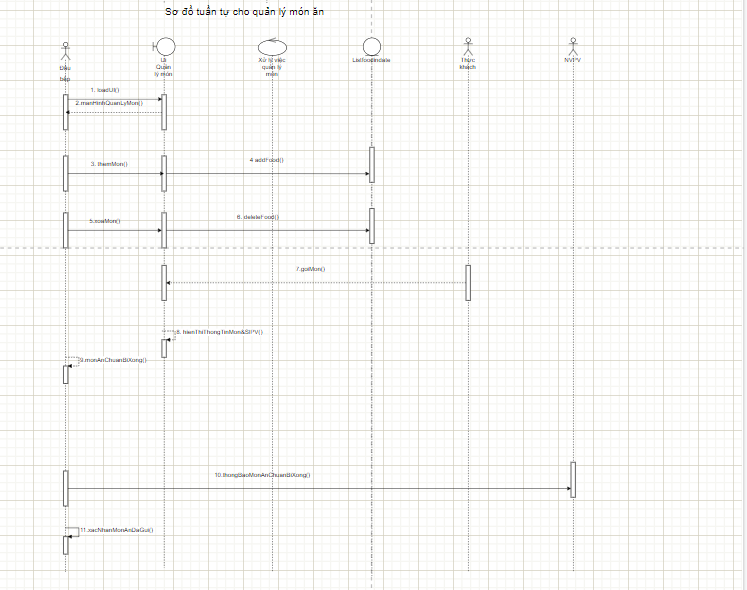 Sơ đồ tuần tự cho quản lý món ăn
Đầu
bếp
UI
Quản
lý món
Xử lý việc
quản lý
món
Listfoodindate
Thực
khách
NVPV
1. loadUI()
2.manHinhQuanLyMon()
3. themMon()
4 addFood()
5.xoaMon()
6. deleteFood()
7.goiMon()
8. hienThiThongTinMon&SIPV()
9.monAnChuanBiXong()
10.thongBaoMonAnChuanBiXong()
11.xacNhanMonAnDaGui()